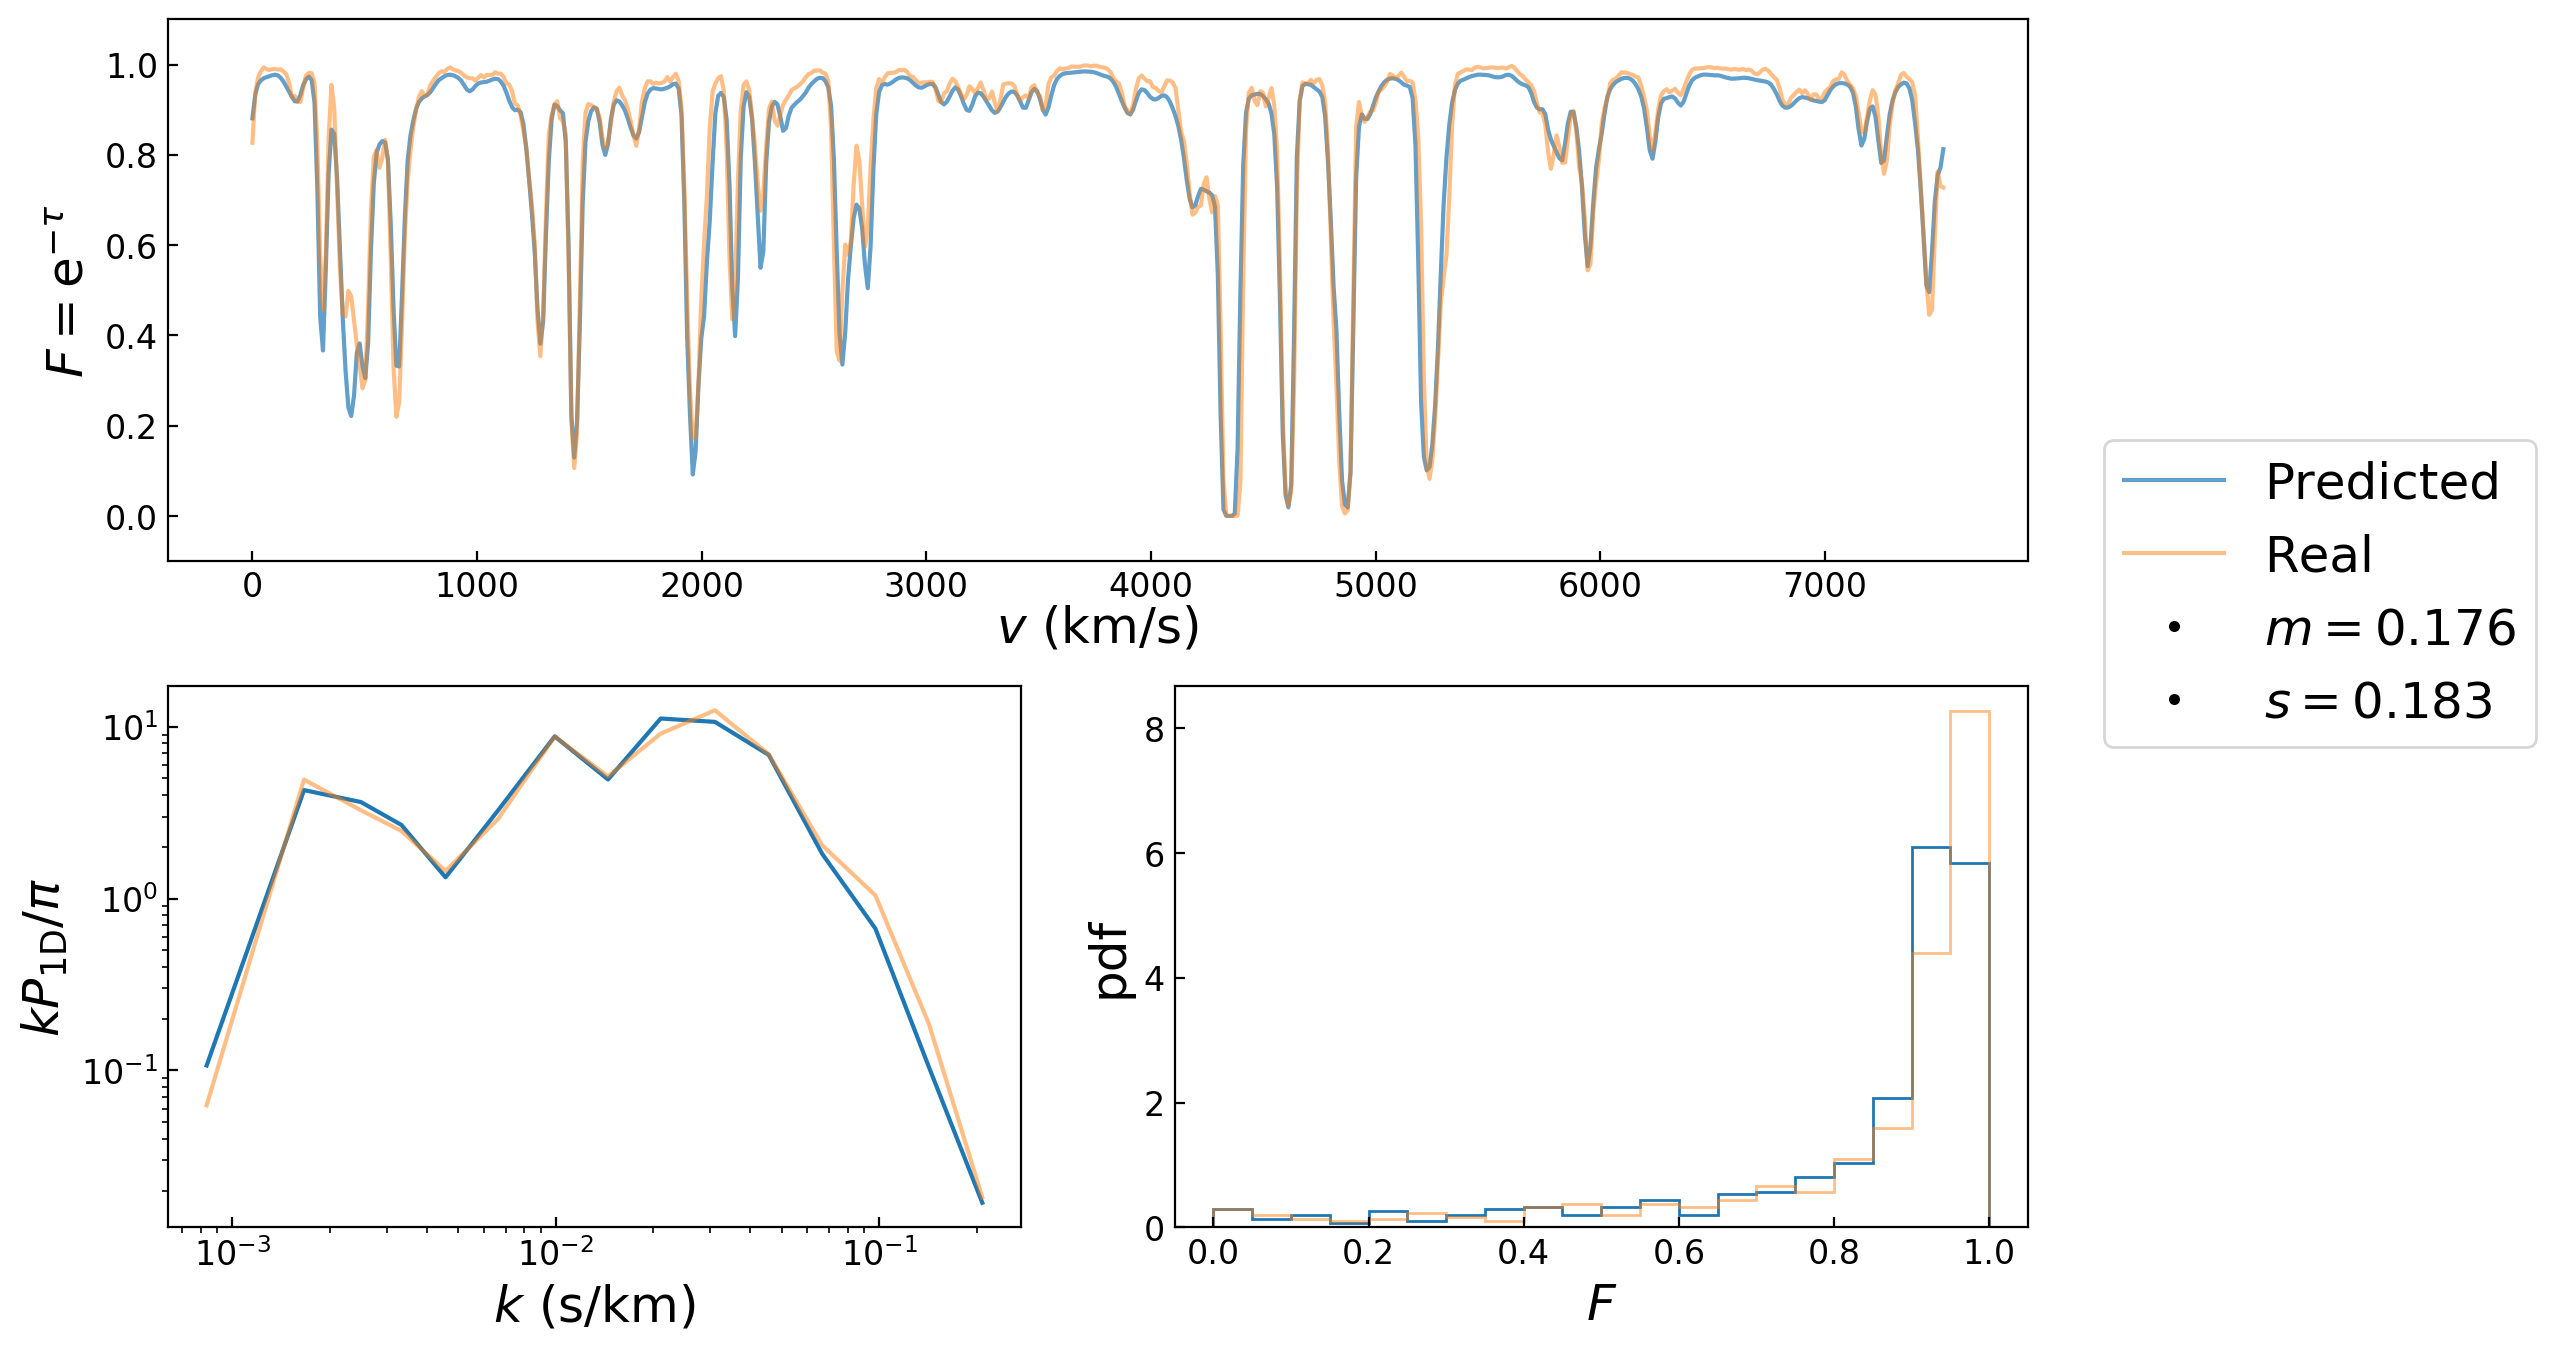 1.0
0.8
0.6
0.4
0.2
0.0
F = e^{−τ}
0 1000 2000 3000 4000 5000 6000 7000
v (km/s)
Predicted
Real
m = 0.176
s = 0.183
10^1
10^0
10^{−1}
kP_{1D}/π
10^{−3} 10^{−2} 10^{−1}
k (s/km)
8
6
4
2
0
pdf
0.0 0.2 0.4 0.6 0.8 1.0
F